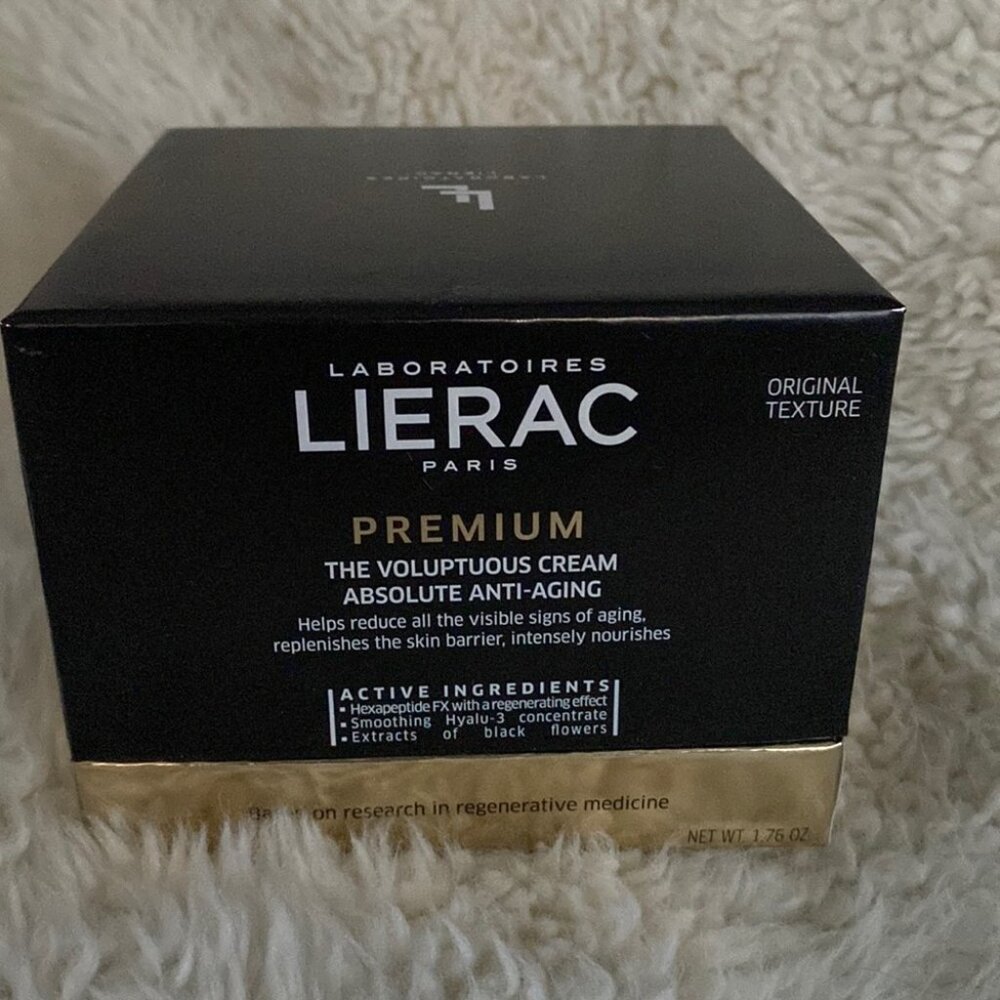 LABORATOIRES
LIERAC
LABORATOIRES
LIERAC
PARIS
ORIGINAL
TEXTURE
PREMIUM
THE VOLUPTUOUS CREAM
ABSOLUTE ANTI-AGING
Helps reduce all the visible signs of aging,
replenishes the skin barrier, intensely nourishes
ACTIVE INGREDIENTS
▪ Hexapeptide FX with a regenerating effect
▪ Smoothing Hyalu-3 concentrate
▪ Extracts of black flowers
on research in regenerative medicine
NET WT. 1.76 OZ